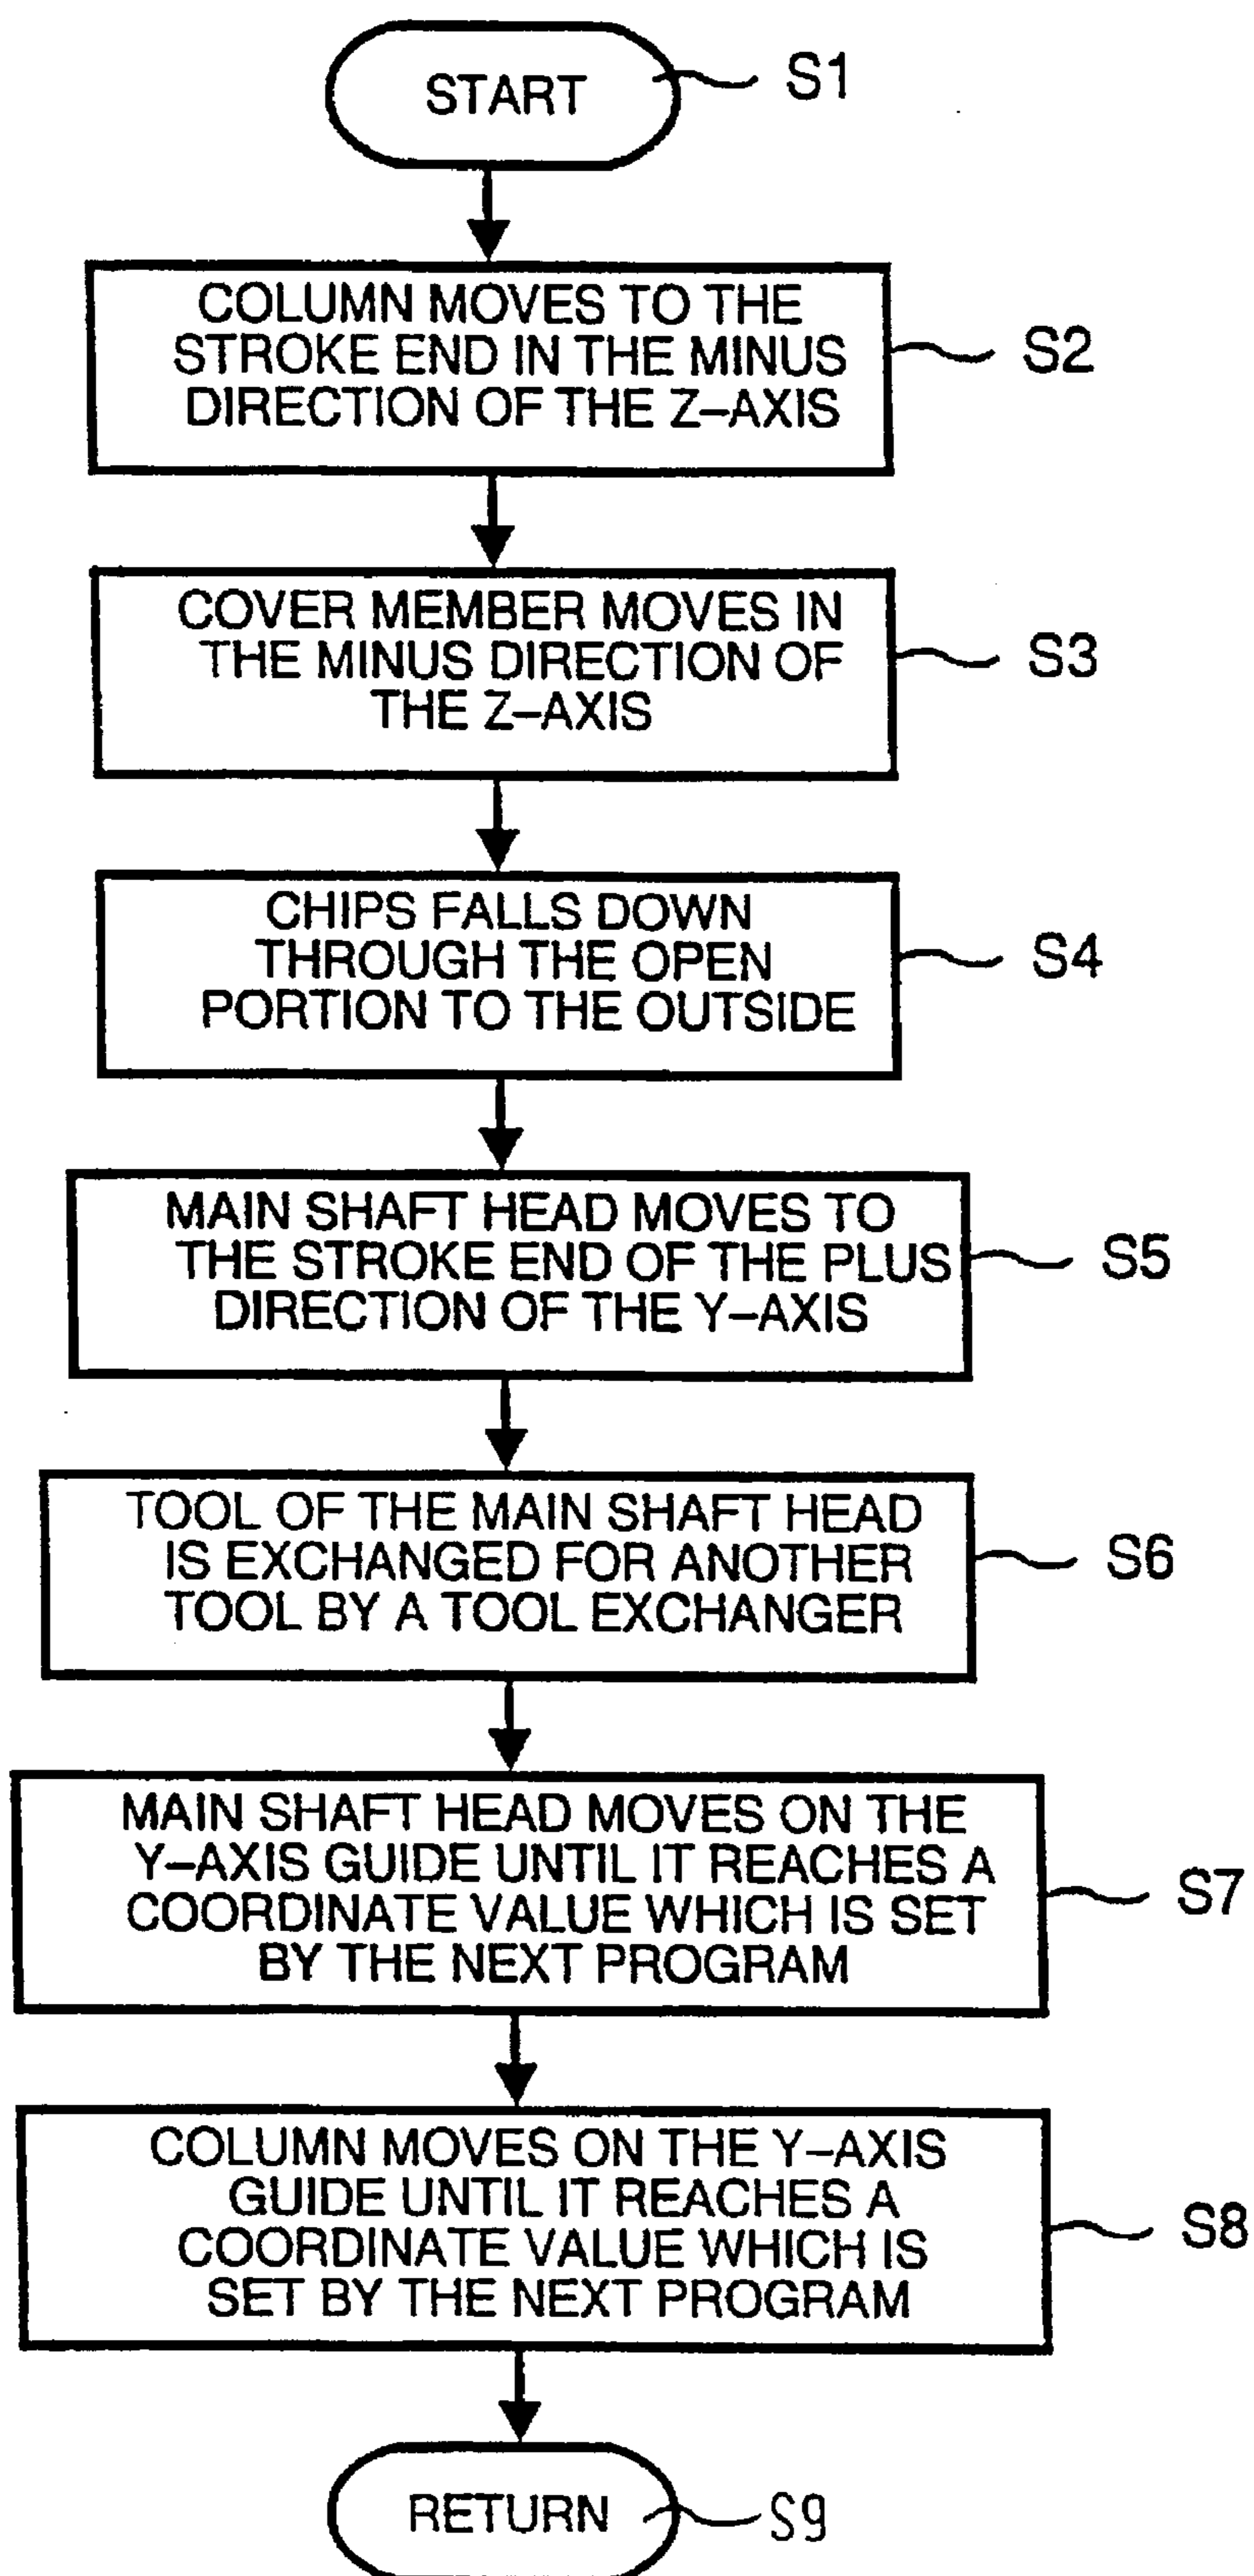 START
S1
COLUMN MOVES TO THE
STROKE END IN THE MINUS
DIRECTION OF THE Z-AXIS
S2
COVER MEMBER MOVES IN
THE MINUS DIRECTION OF
THE Z-AXIS
S3
CHIPS FALLS DOWN
THROUGH THE OPEN
PORTION TO THE OUTSIDE
S4
MAIN SHAFT HEAD MOVES TO
THE STROKE END OF THE PLUS
DIRECTION OF THE Y-AXIS
S5
TOOL OF THE MAIN SHAFT HEAD
IS EXCHANGED FOR ANOTHER
TOOL BY A TOOL EXCHANGER
S6
MAIN SHAFT HEAD MOVES ON THE
Y-AXIS GUIDE UNTIL IT REACHES A
COORDINATE VALUE WHICH IS SET
BY THE NEXT PROGRAM
S7
COLUMN MOVES ON THE Y-AXIS
GUIDE UNTIL IT REACHES A
COORDINATE VALUE WHICH IS
SET BY THE NEXT PROGRAM
S8
RETURN
S9